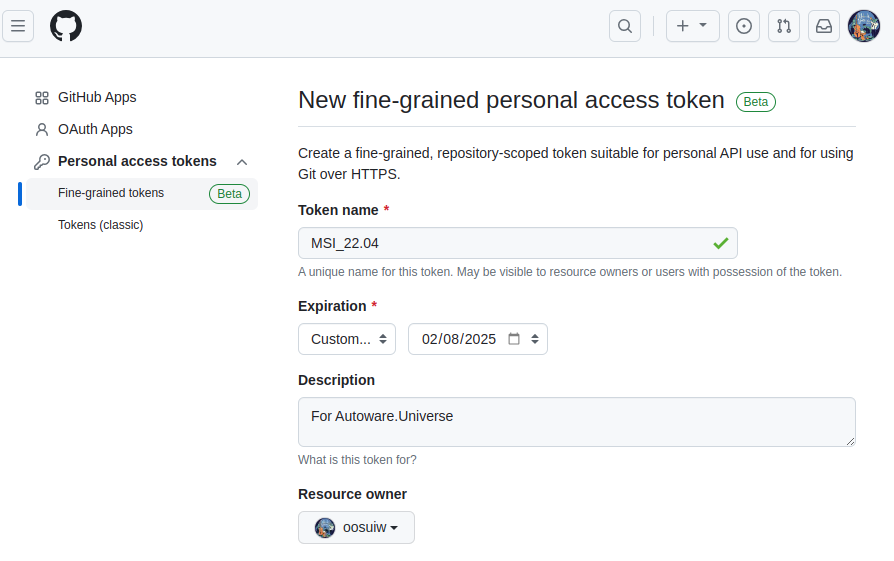 GitHub Apps
OAuth Apps
Personal access tokens
Fine-grained tokens Beta
Tokens (classic)
New fine-grained personal access token Beta
Create a fine-grained, repository-scoped token suitable for personal API use and for using
Git over HTTPS.
Token name *
MSI_22.04
A unique name for this token. May be visible to resource owners or users with possession of the token.
Expiration *
Custom... 02/08/2025
Description
For Autoware.Universe
What is this token for?
Resource owner
oosuiw